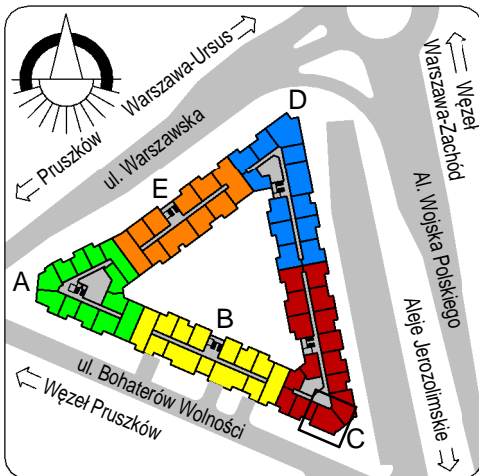 Warszawa-Ursus
Pruszków
ul. Warszawska
Węzeł
Warszawa-Zachód
Al. Wojska Polskiego
Aleje Jerozolimskie
D
E
A
B
C
ul. Bohaterów Wolności
Węzeł Pruszków